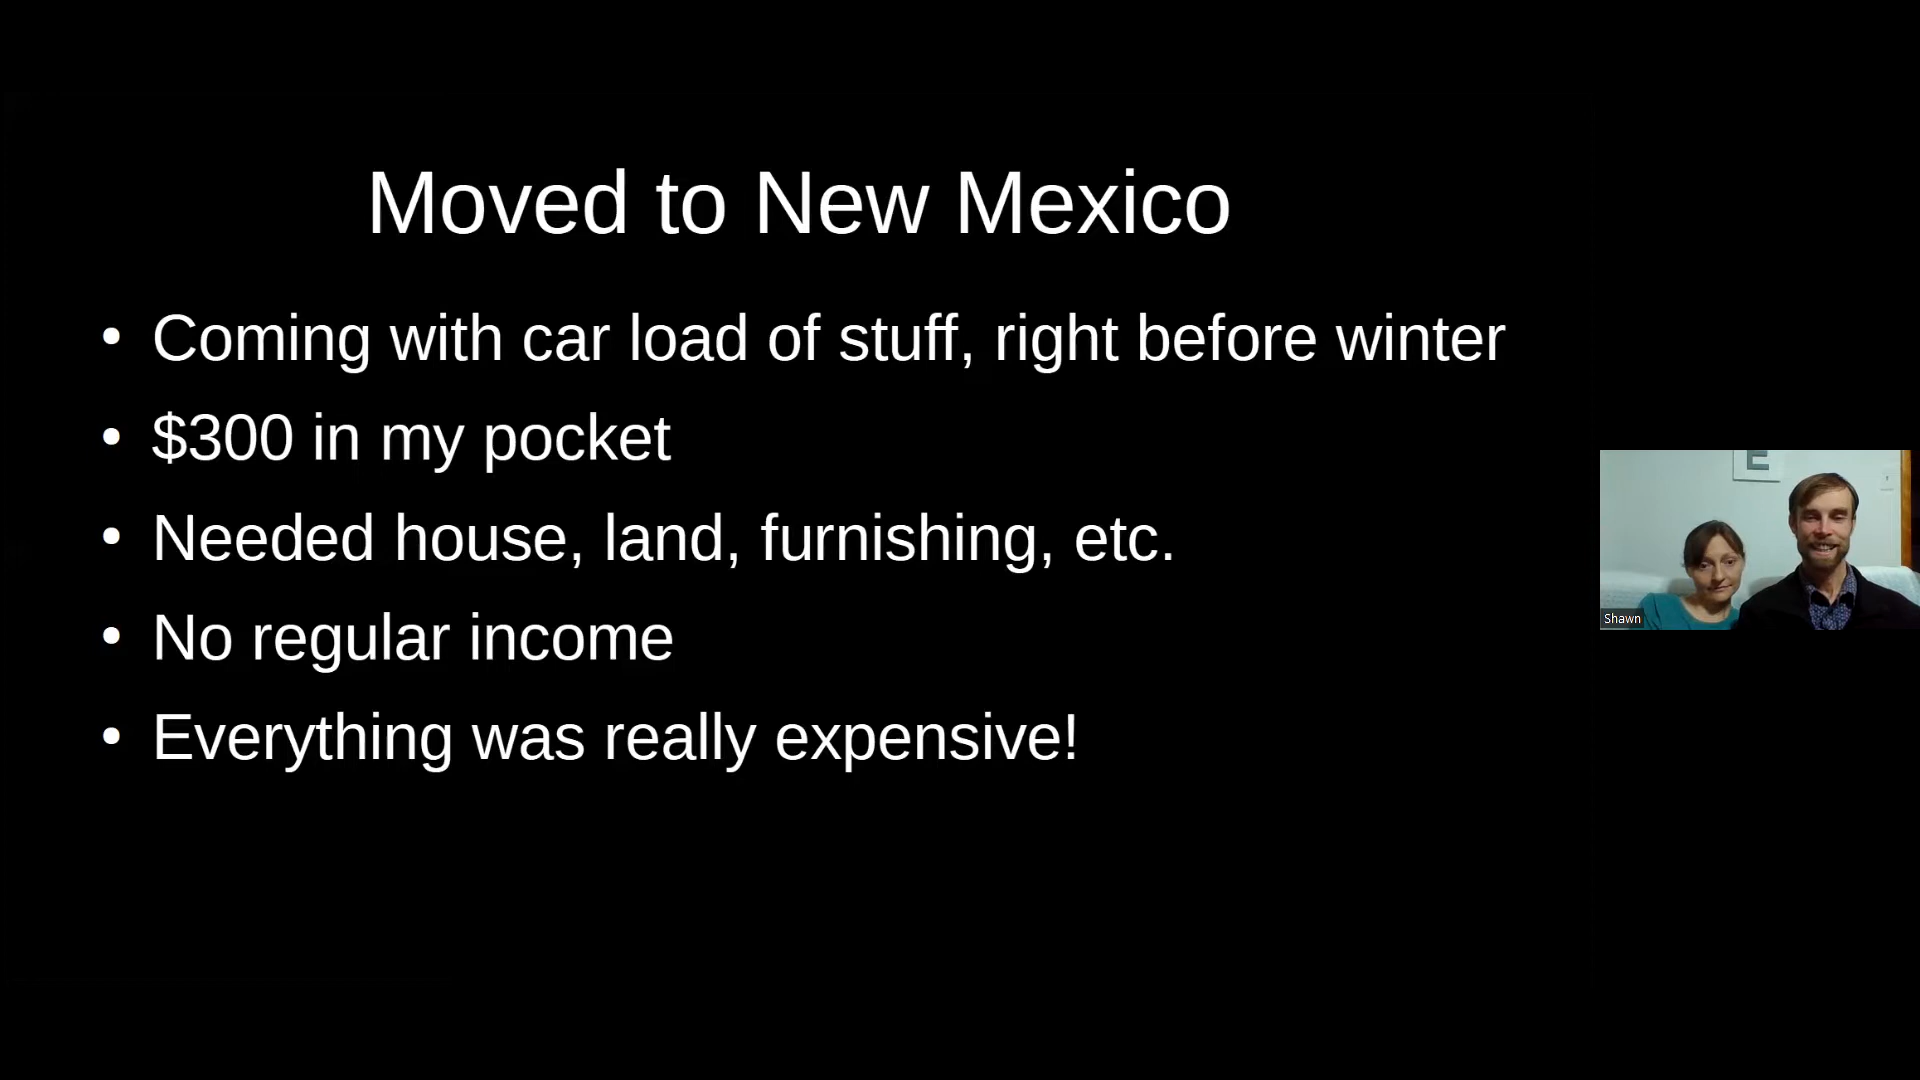 Moved to New Mexico
• Coming with car load of stuff, right before winter
• $300 in my pocket
• Needed house, land, furnishing, etc.
• No regular income
• Everything was really expensive!
E
Shawn